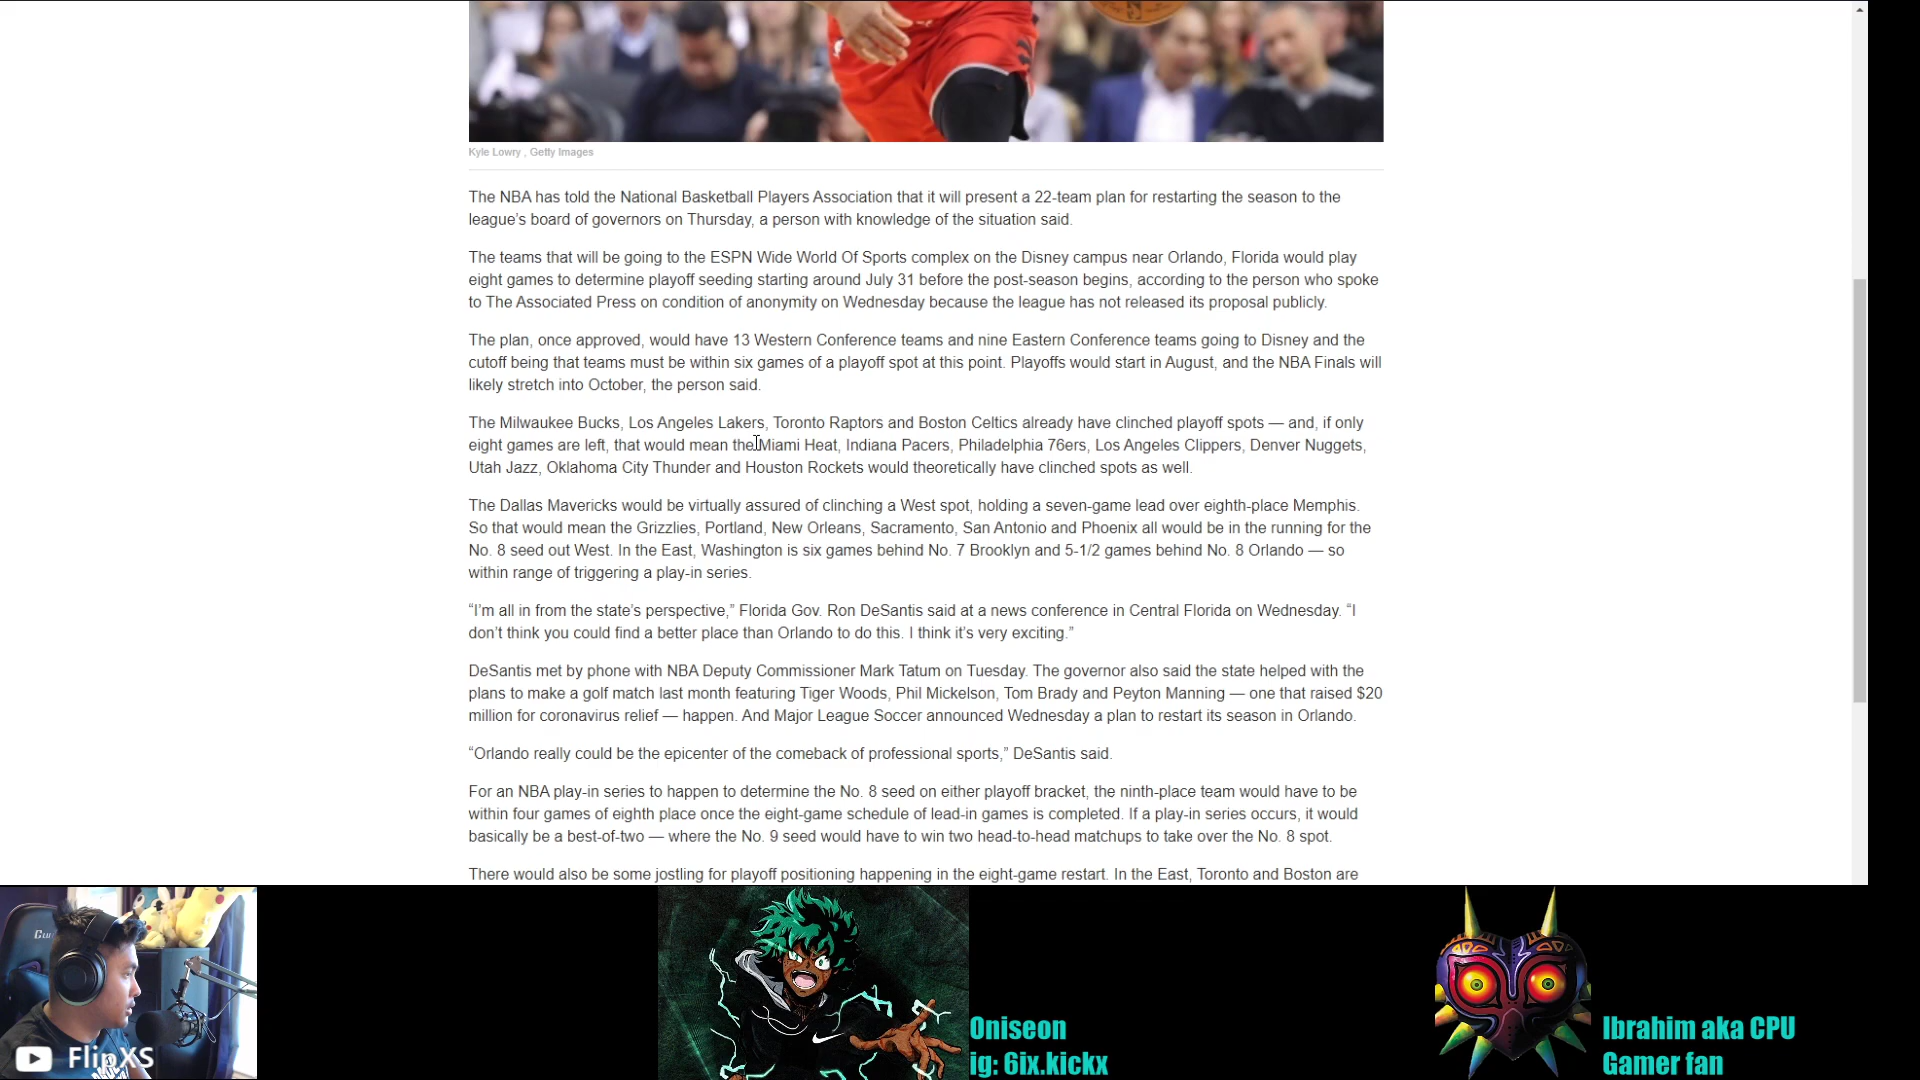 Kyle Lowry , Getty Images
The NBA has told the National Basketball Players Association that it will present a 22-team plan for restarting the season to the
league’s board of governors on Thursday, a person with knowledge of the situation said.
The teams that will be going to the ESPN Wide World Of Sports complex on the Disney campus near Orlando, Florida would play
eight games to determine playoff seeding starting around July 31 before the post-season begins, according to the person who spoke
to The Associated Press on condition of anonymity on Wednesday because the league has not released its proposal publicly.
The plan, once approved, would have 13 Western Conference teams and nine Eastern Conference teams going to Disney and the
cutoff being that teams must be within six games of a playoff spot at this point. Playoffs would start in August, and the NBA Finals will
likely stretch into October, the person said.
The Milwaukee Bucks, Los Angeles Lakers, Toronto Raptors and Boston Celtics already have clinched playoff spots — and, if only
eight games are left, that would mean the Miami Heat, Indiana Pacers, Philadelphia 76ers, Los Angeles Clippers, Denver Nuggets,
Utah Jazz, Oklahoma City Thunder and Houston Rockets would theoretically have clinched spots as well.
The Dallas Mavericks would be virtually assured of clinching a West spot, holding a seven-game lead over eighth-place Memphis.
So that would mean the Grizzlies, Portland, New Orleans, Sacramento, San Antonio and Phoenix all would be in the running for the
No. 8 seed out West. In the East, Washington is six games behind No. 7 Brooklyn and 5-1/2 games behind No. 8 Orlando — so
within range of triggering a play-in series.
“I’m all in from the state’s perspective,” Florida Gov. Ron DeSantis said at a news conference in Central Florida on Wednesday. “I
don’t think you could find a better place than Orlando to do this. I think it’s very exciting.”
DeSantis met by phone with NBA Deputy Commissioner Mark Tatum on Tuesday. The governor also said the state helped with the
plans to make a golf match last month featuring Tiger Woods, Phil Mickelson, Tom Brady and Peyton Manning — one that raised $20
million for coronavirus relief — happen. And Major League Soccer announced Wednesday a plan to restart its season in Orlando.
“Orlando really could be the epicenter of the comeback of professional sports,” DeSantis said.
For an NBA play-in series to happen to determine the No. 8 seed on either playoff bracket, the ninth-place team would have to be
within four games of eighth place once the eight-game schedule of lead-in games is completed. If a play-in series occurs, it would
basically be a best-of-two — where the No. 9 seed would have to win two head-to-head matchups to take over the No. 8 spot.
There would also be some jostling for playoff positioning happening in the eight-game restart. In the East, Toronto and Boston are
FlipXS
Oniseon
ig: 6ix.kickx
Ibrahim aka CPU
Gamer fan